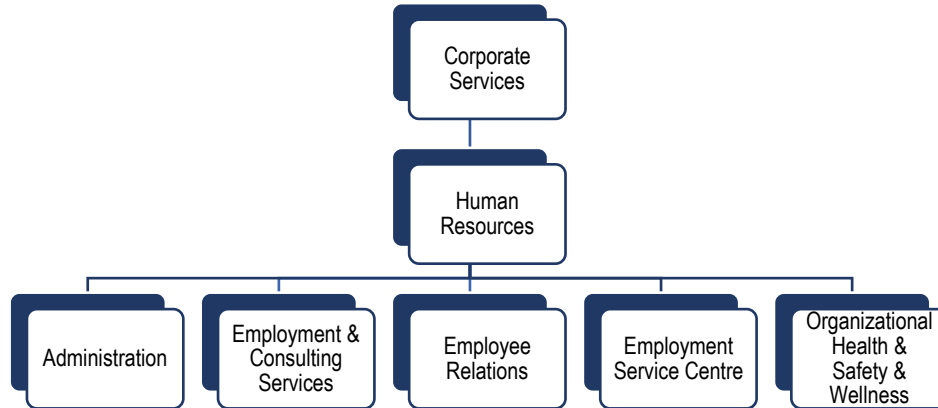 Corporate
Services
Human
Resources
Administration
Employment &
Consulting
Services
Employee
Relations
Employment
Service Centre
Organizational
Health &
Safety &
Wellness